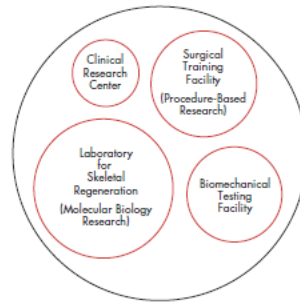 Clinical
Research
Center
Surgical
Training
Facility
(Procedure-Based
Research)
Laboratory
for
Skeletal
Regeneration
(Molecular Biology
Research)
Biomechanical
Testing
Facility